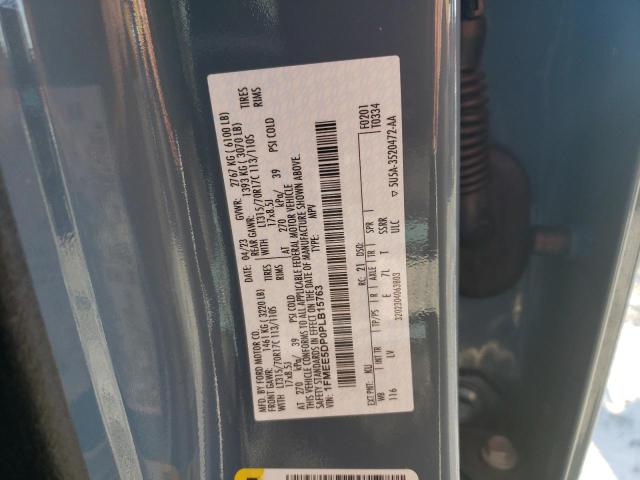 MFD. BY FORD MOTOR CO.
DATE: 04/23 GVWR: 2767 KG ( 6100 LB)
FRONT GAWR: 1461 KG ( 3220 LB) REAR GAWR: 1393 KG ( 3070 LB)
WITH LT315/70R17C 113/110S TIRES WITH LT315/70R17C 113/110S TIRES
17x8.5J RIMS 17x8.5J RIMS
AT 270 kPa/ 39 PSI COLD AT 270 kPa/ 39 PSI COLD
THIS VEHICLE CONFORMS TO ALL APPLICABLE FEDERAL MOTOR VEHICLE
SAFETY STANDARDS IN EFFECT ON THE DATE OF MANUFACTURE SHOWN ABOVE.
VIN: 1FMEE5DP0PLB15763 TYPE: MPV
F0201
T0334
EXT PNT: KU RC: 21 DSO:
WB INT TR TP/PS R AXLE TR SPR
116 LV E 7L T SSRR
ULC
3202304063803 ▽ 5U5A-3520472-AA